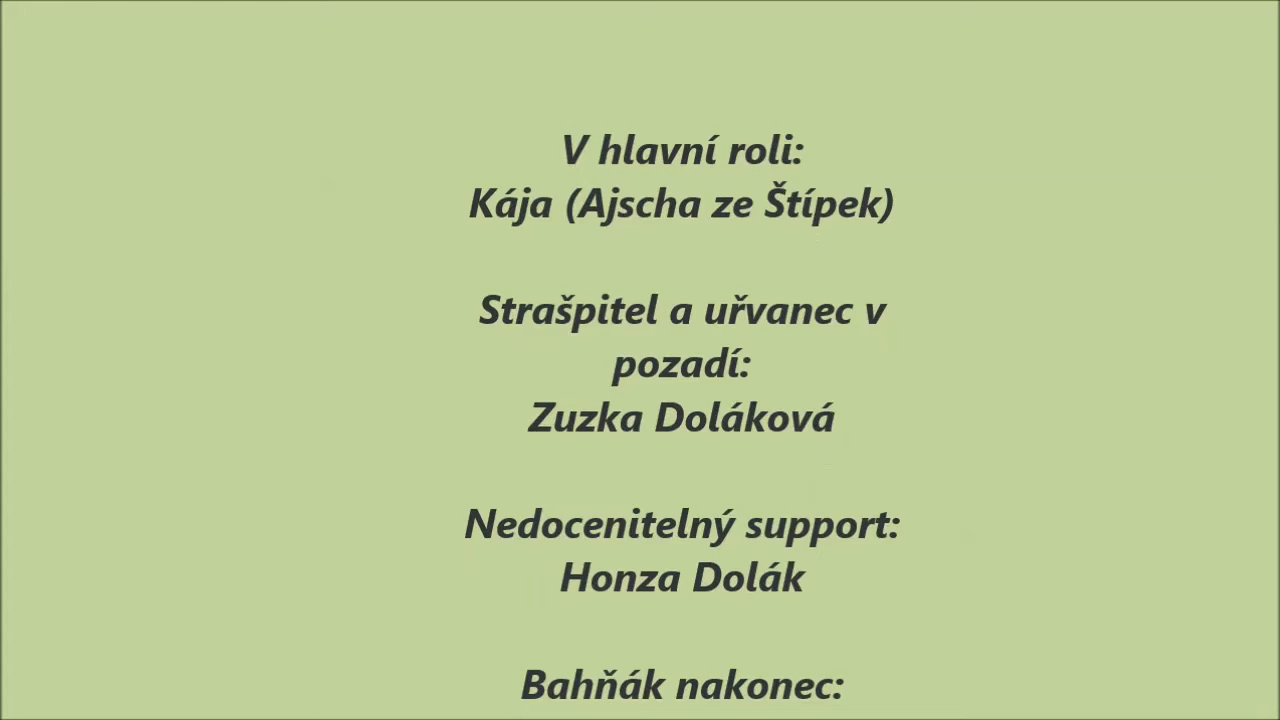 V hlavní roli:
Kája (Ajscha ze Štípek)
Strašpitel a uřvanec v
pozadí:
Zuzka Doláková
Nedocenitelný support:
Honza Dolák
Bahňák nakonec: